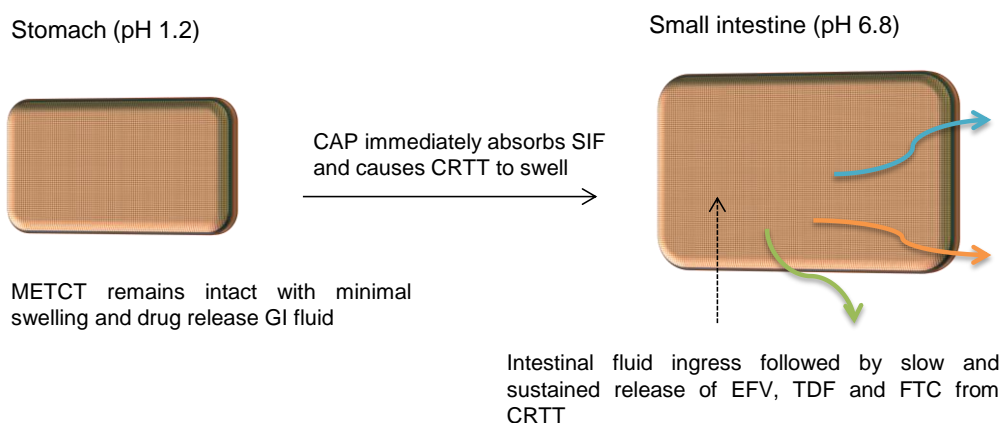 Stomach (pH 1.2)
Small intestine (pH 6.8)
CAP immediately absorbs SIF
and causes CRTT to swell
METCT remains intact with minimal
swelling and drug release GI fluid
Intestinal fluid ingress followed by slow and
sustained release of EFV, TDF and FTC from
CRTT